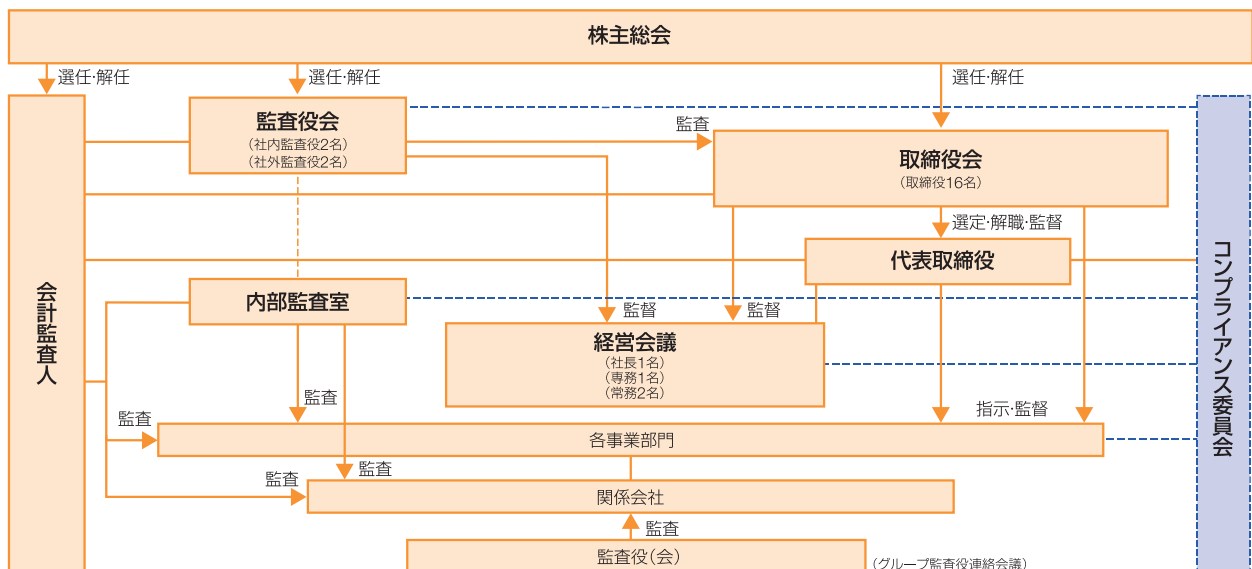 株主総会
選任・解任
選任・解任
選任・解任
監査役会
（社内監査役2名）
（社外監査役2名）
監査
取締役会
（取締役16名）
選定・解職・監督
代表取締役
会計監査人
内部監査室
監督
監督
経営会議
（社長1名）
（専務1名）
（常務2名）
コンプライアンス委員会
監査
指示・監督
監査
各事業部門
監査
監査
関係会社
監査
監査役（会）
（グループ監査役連絡会議）